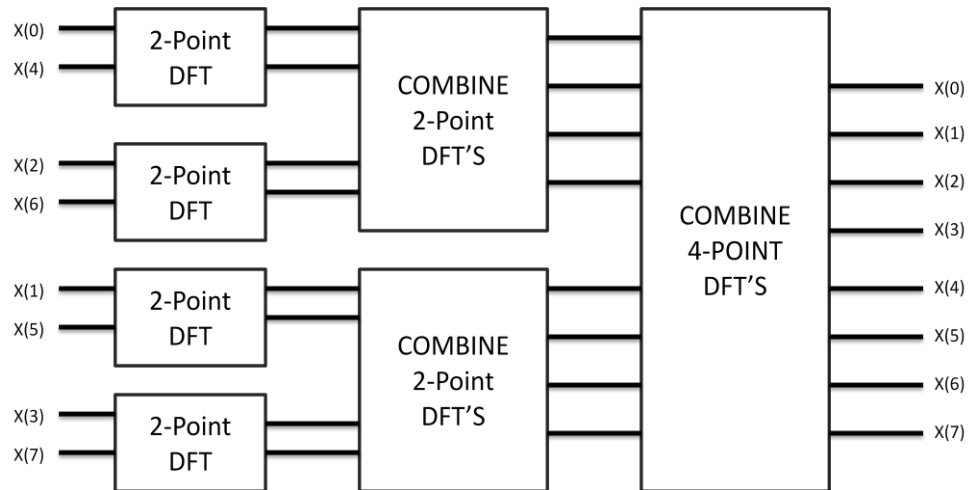 X(0)
X(4)
2-Point
DFT
X(2)
X(6)
2-Point
DFT
X(1)
X(5)
2-Point
DFT
X(3)
X(7)
2-Point
DFT
COMBINE
2-Point
DFT'S
COMBINE
2-Point
DFT'S
COMBINE
4-POINT
DFT'S
X(0)
X(1)
X(2)
X(3)
X(4)
X(5)
X(6)
X(7)